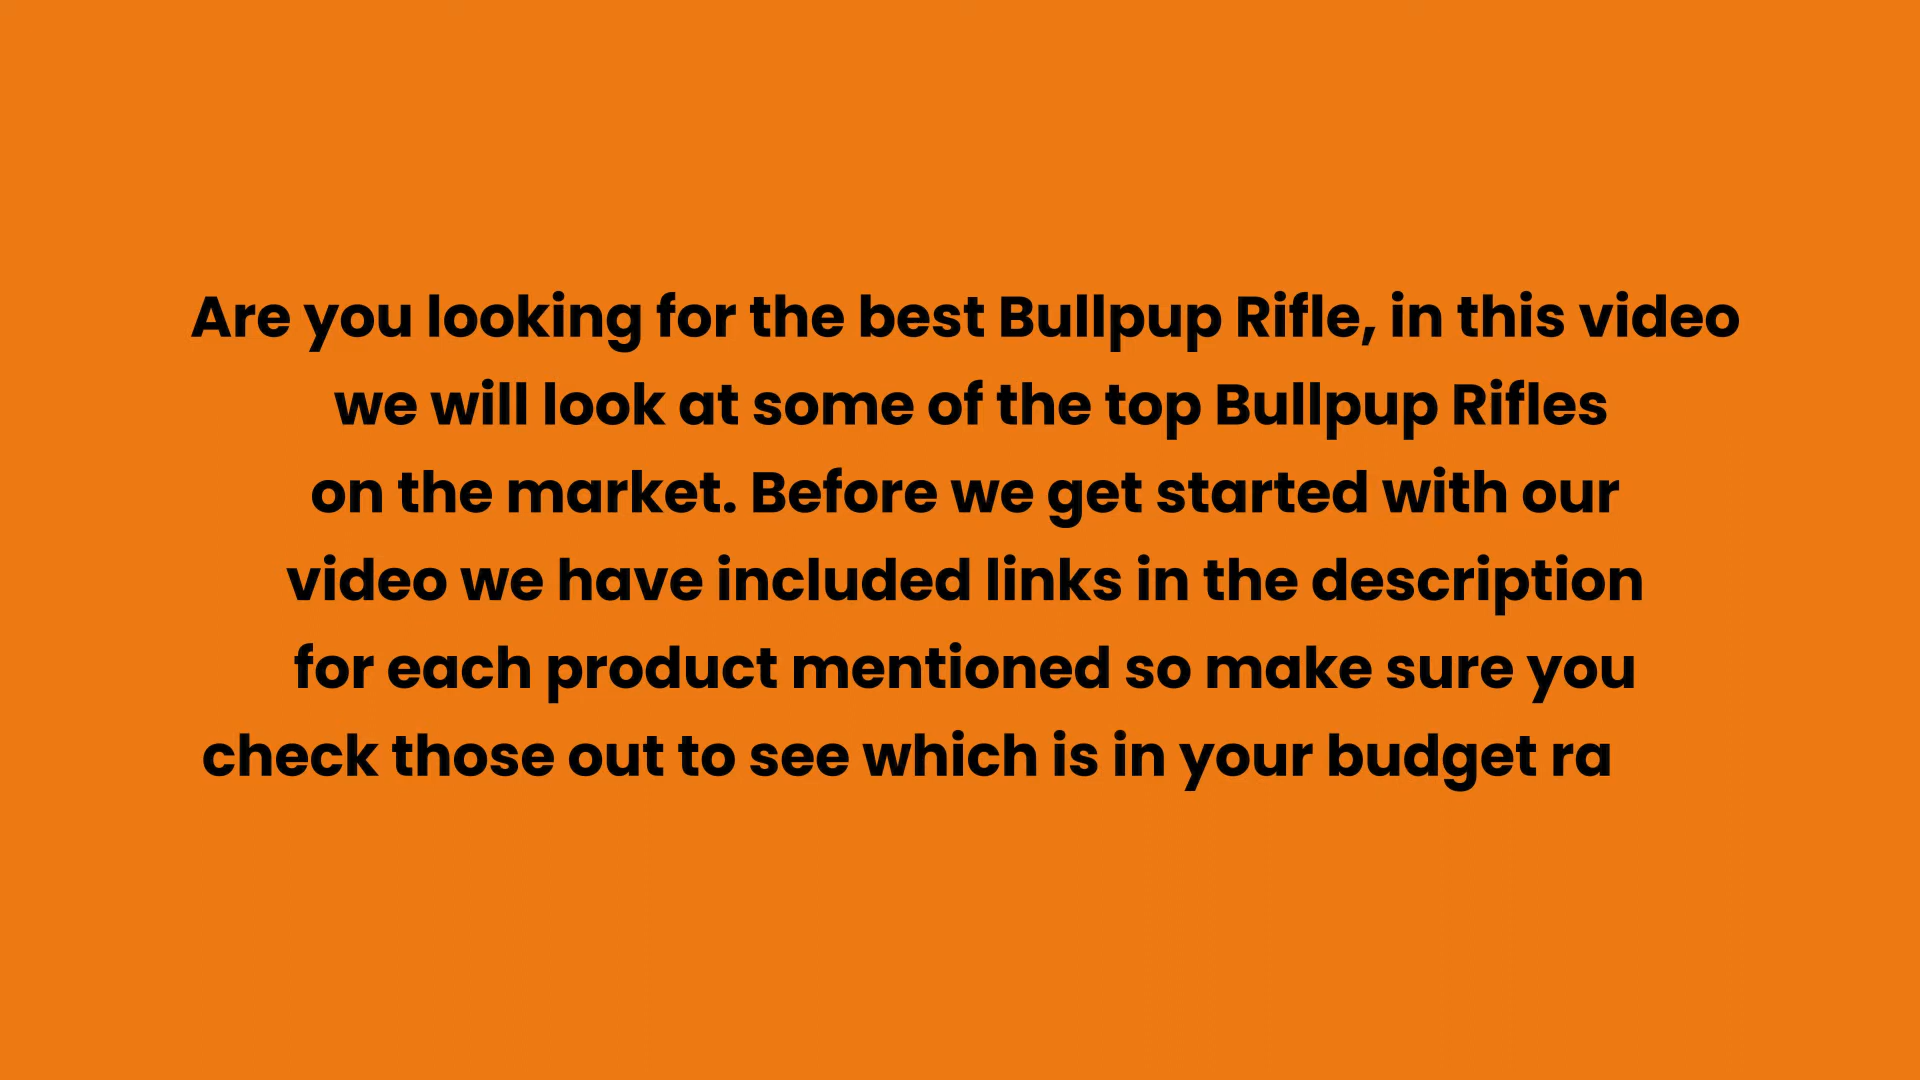 Are you looking for the best Bullpup Rifle, in this video
we will look at some of the top Bullpup Rifles
on the market. Before we get started with our
video we have included links in the description
for each product mentioned so make sure you
check those out to see which is in your budget ra